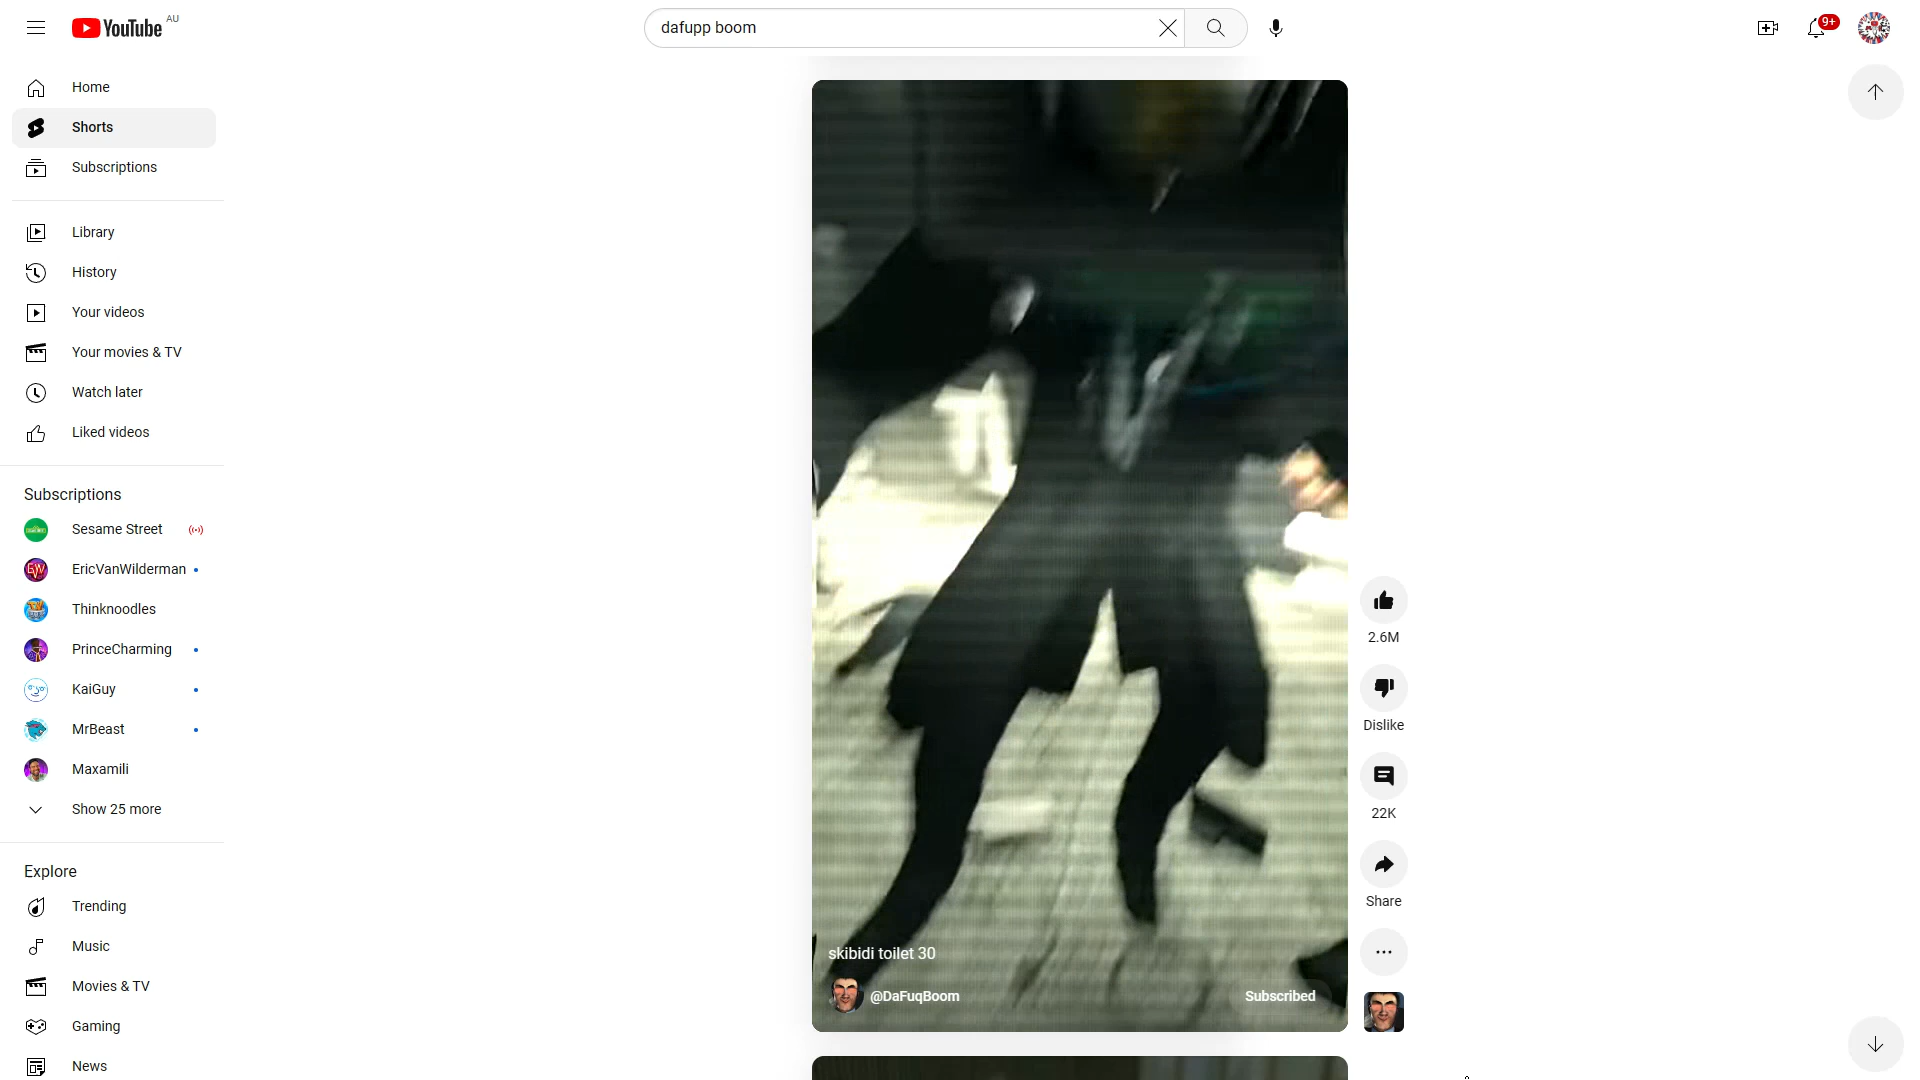 YouTube AU
dafupp boom
9+
Home
Shorts
Subscriptions
Library
History
Your videos
Your movies & TV
Watch later
Liked videos
Subscriptions
Sesame Street
EricVanWilderman
Thinknoodles
PrinceCharming
KaiGuy
MrBeast
Maxamili
Show 25 more
Explore
Trending
Music
Movies & TV
Gaming
News
2.6M
Dislike
22K
Share
skibidi toilet 30
@DaFuqBoom
Subscribed